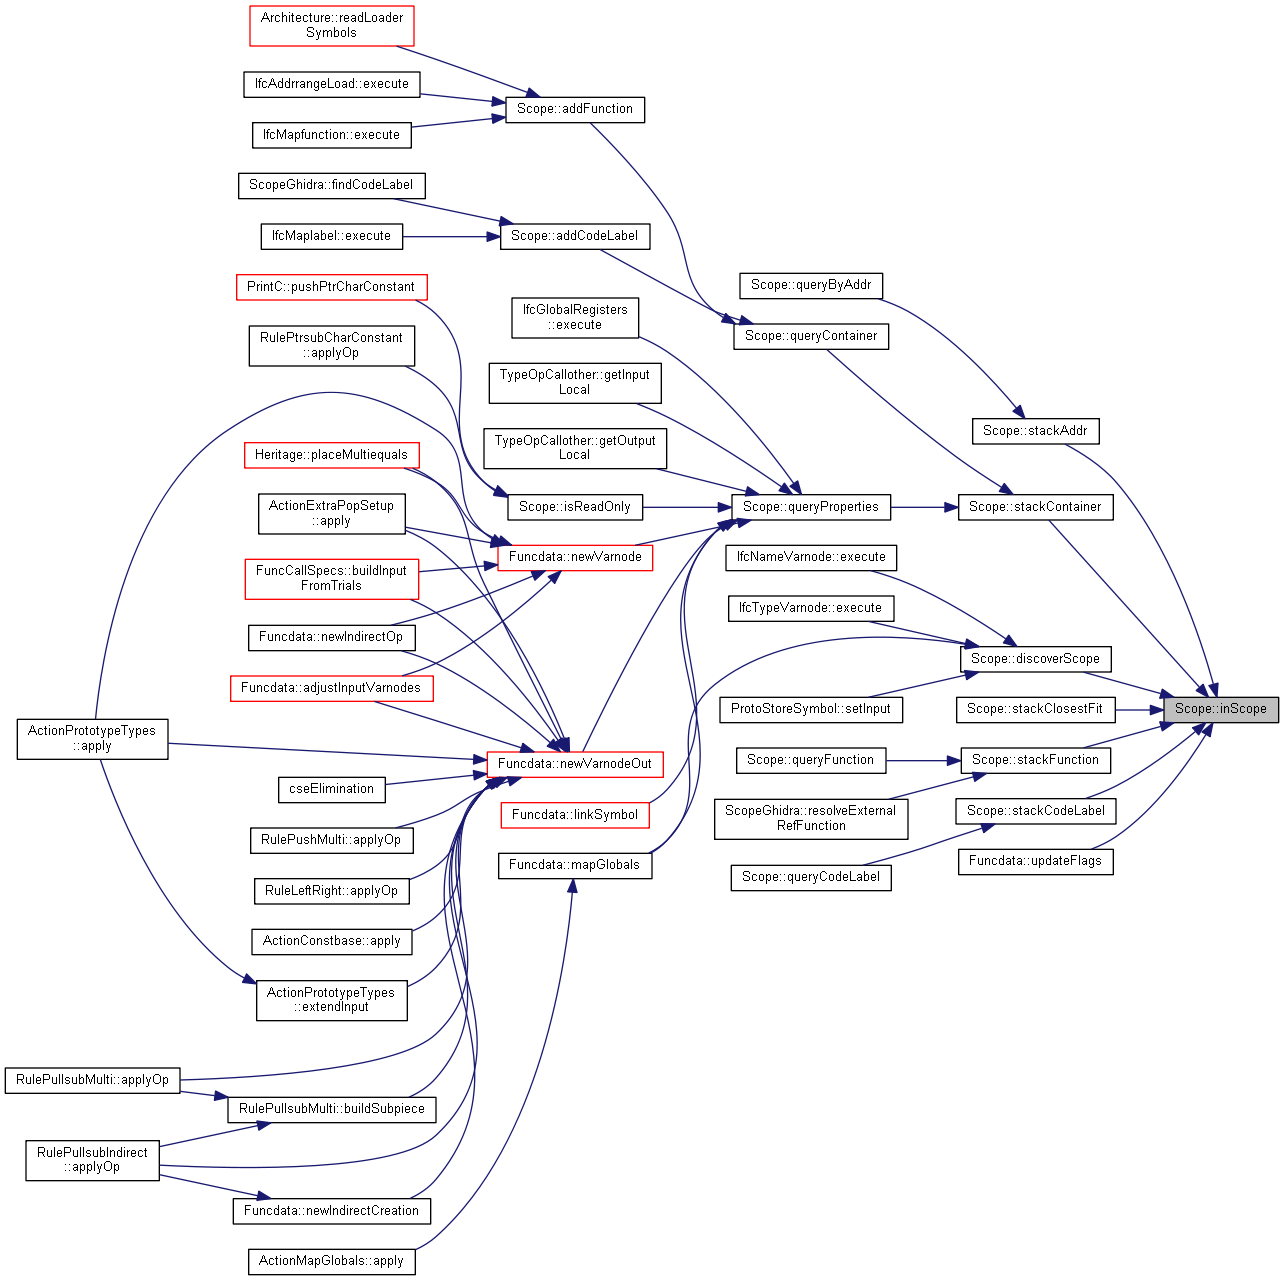 Architecture::readLoader
Symbols
IfcAddrrangeLoad::execute
Scope::addFunction
IfcMapfunction::execute
ScopeGhidra::findCodeLabel
IfcMaplabel::execute
Scope::addCodeLabel
PrintC::pushPtrCharConstant
Scope::queryByAddr
IfcGlobalRegisters
::execute
RulePtrsubCharConstant
::applyOp
Scope::queryContainer
TypeOpCallother::getInput
Local
Scope::stackAddr
Heritage::placeMultiequals
TypeOpCallother::getOutput
Local
ActionExtraPopSetup
::apply
Scope::isReadOnly
Scope::queryProperties
Scope::stackContainer
Funcdata::newVarnode
IfcNameVarnode::execute
FuncCallSpecs::buildInput
FromTrials
IfcTypeVarnode::execute
Funcdata::newIndirectOp
Scope::discoverScope
Funcdata::adjustInputVarnodes
ProtoStoreSymbol::setInput
Scope::stackClosestFit
Scope::inScope
ActionPrototypeTypes
::apply
Funcdata::newVarnodeOut
Scope::queryFunction
Scope::stackFunction
cseElimination
Funcdata::linkSymbol
ScopeGhidra::resolveExternal
RefFunction
Scope::stackCodeLabel
RulePushMulti::applyOp
Funcdata::mapGlobals
Funcdata::updateFlags
Scope::queryCodeLabel
RuleLeftRight::applyOp
ActionConstbase::apply
ActionPrototypeTypes
::extendInput
RulePullsubMulti::applyOp
RulePullsubMulti::buildSubpiece
RulePullsubIndirect
::applyOp
Funcdata::newIndirectCreation
ActionMapGlobals::apply